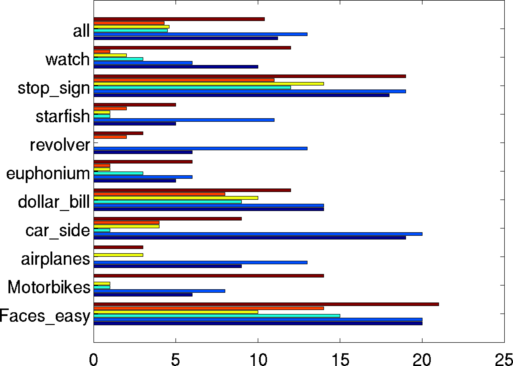 all
watch
stop_sign
starfish
revolver
euphonium
dollar_bill
car_side
airplanes
Motorbikes
Faces_easy
0 5 10 15 20 25